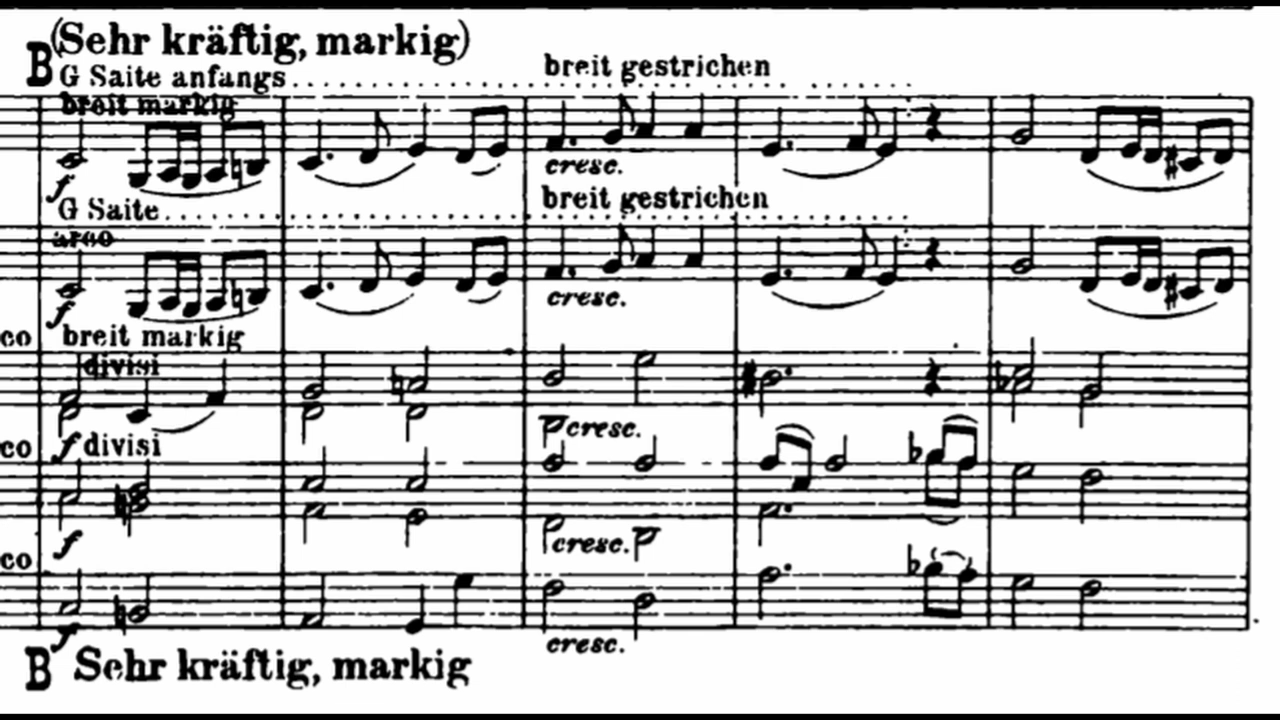 B (Sehr kräftig, markig)
G Saite anfangs.......... breit gestrichen
breit markig
f cresc.
G Saite.......... breit gestrichen
arco
f cresc.
co breit markig
divisi
f cresc.
co divisi
f cresc.
co
f cresc.
B Sehr kräftig, markig